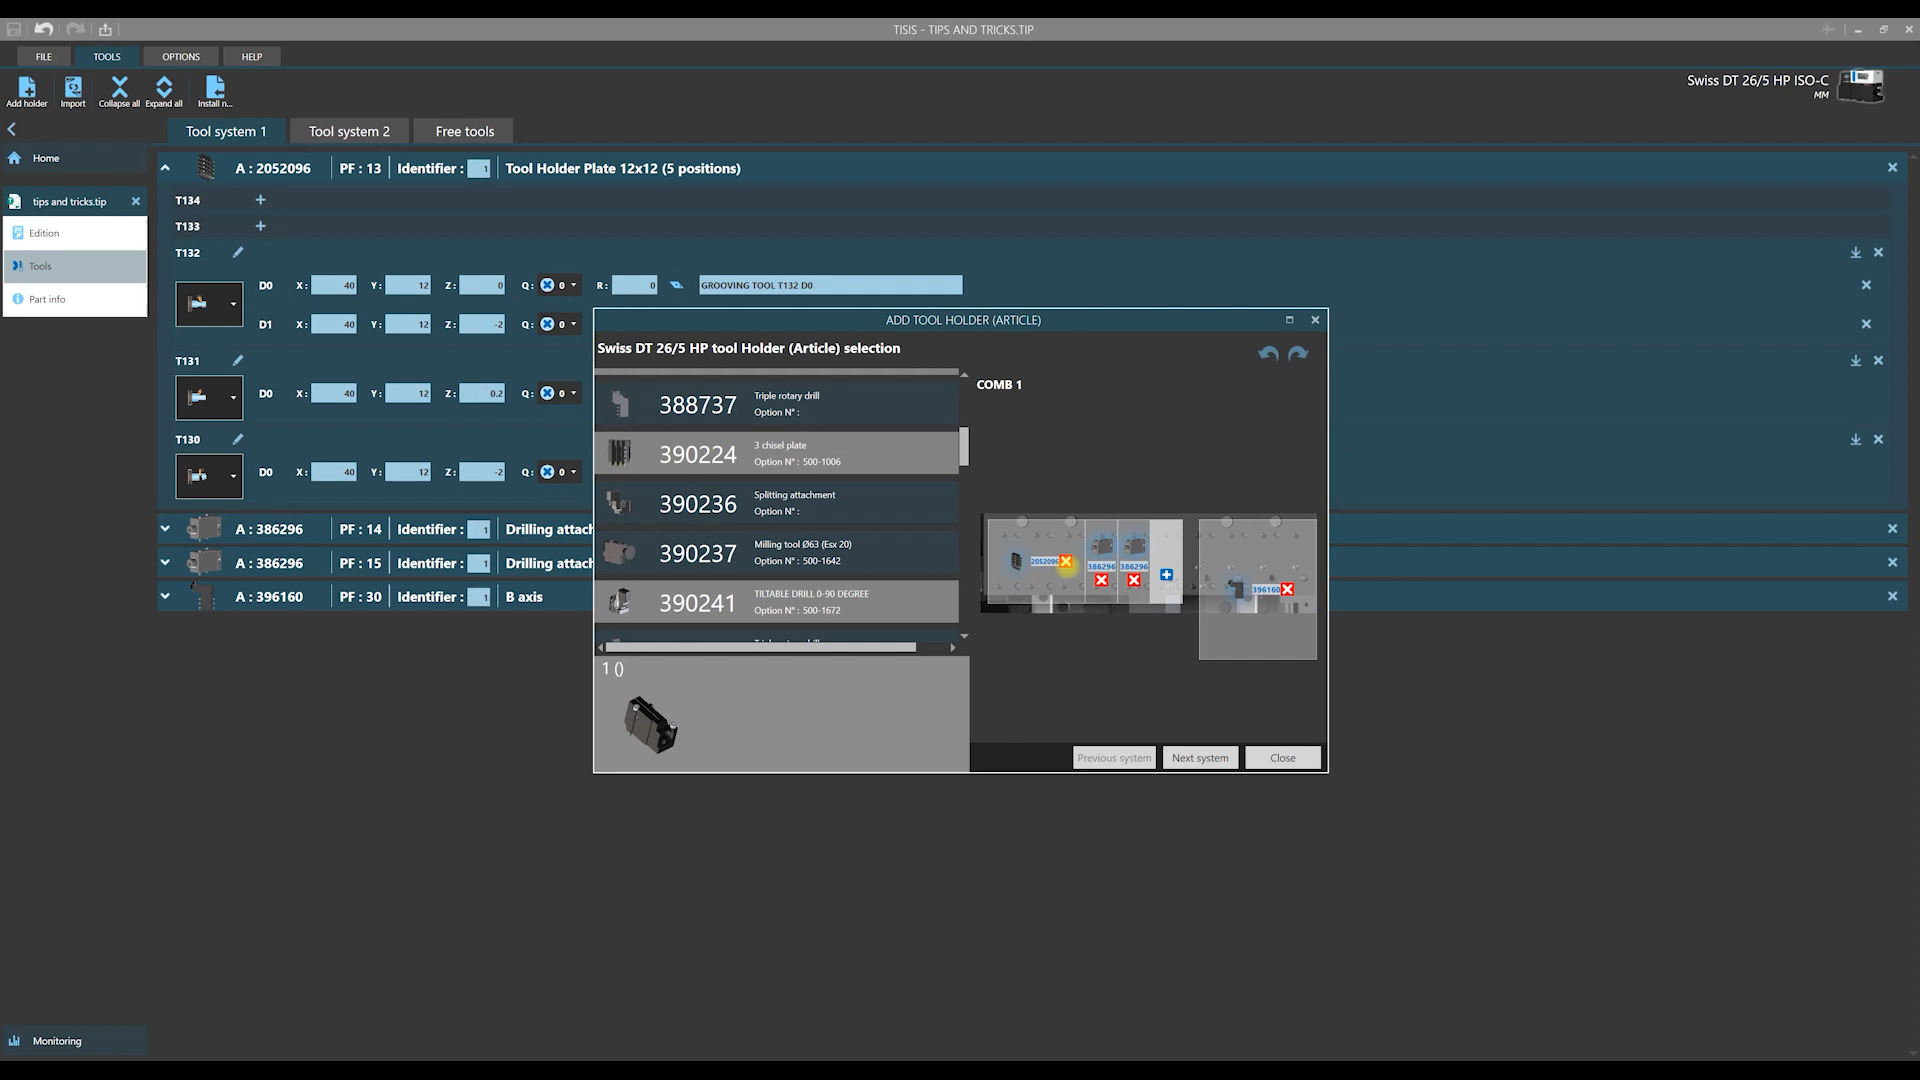 TISIS - TIPS AND TRICKS.TIP
FILE TOOLS OPTIONS HELP
Add holder Import Collapse all Expand all Install n...
Swiss DT 26/5 HP ISO-C
MM
Tool system 1 Tool system 2 Free tools
Home
tips and tricks.tip
Edition
Tools
Part info
Monitoring
A : 2052096 PF : 13 Identifier : 1 Tool Holder Plate 12x12 (5 positions)
T134
T133
T132
D0 X : 40 Y : 12 Z : 0 Q : 0 R : 0 GROOVING TOOL T132 D0
D1 X : 40 Y : 12 Z : -2 Q : 0
T131
D0 X : 40 Y : 12 Z : 0.2 Q : 0
T130
D0 X : 40 Y : 12 Z : -2 Q : 0
A : 386296 PF : 14 Identifier : 1 Drilling attach
A : 386296 PF : 15 Identifier : 1 Drilling attach
A : 396160 PF : 30 Identifier : 1 B axis
ADD TOOL HOLDER (ARTICLE)
Swiss DT 26/5 HP tool Holder (Article) selection
388737 Triple rotary drill
Option N° :
390224 3 chisel plate
Option N° : 500-1006
390236 Splitting attachment
Option N° :
390237 Milling tool Ø63 (Esx 20)
Option N° : 500-1642
390241 TILTABLE DRILL 0-90 DEGREE
Option N° : 500-1672
1 ()
COMB 1
2052096
386296 386296
396160
Previous system Next system Close